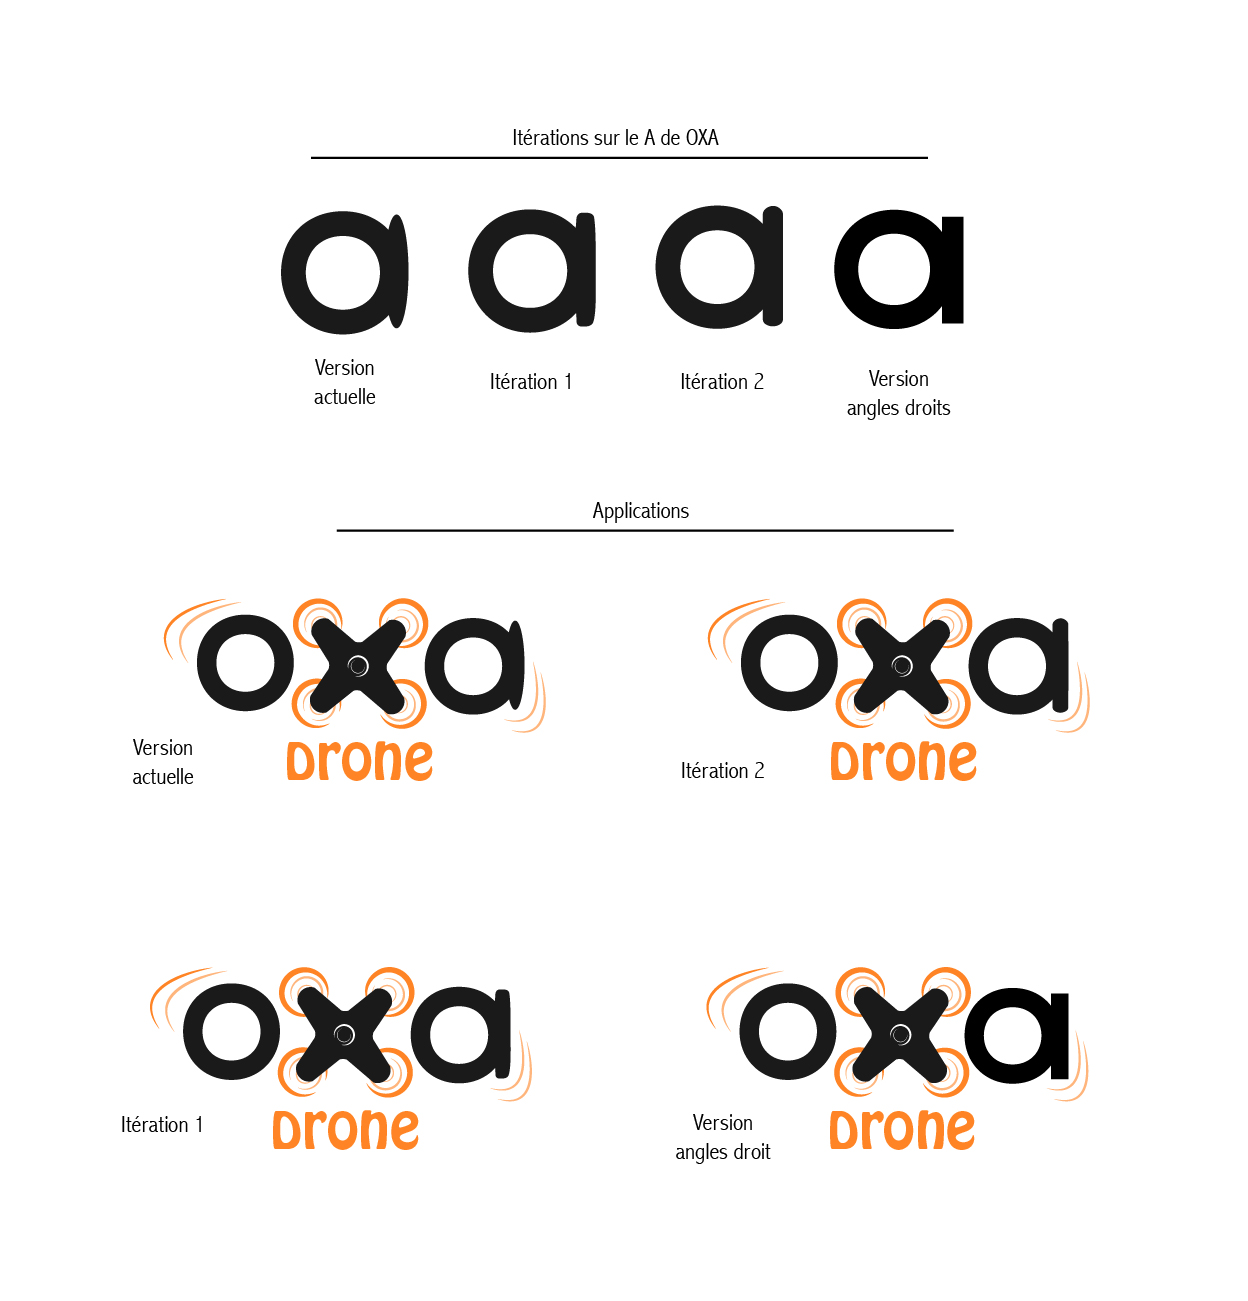 Itérations sur le A de OXA
a a a a
Version
actuelle
Itération 1
Itération 2
Version
angles droits
Applications
oxa
Drone
Version
actuelle
oxa
Drone
Itération 2
oxa
Drone
Itération 1
oxa
Drone
Version
angles droit